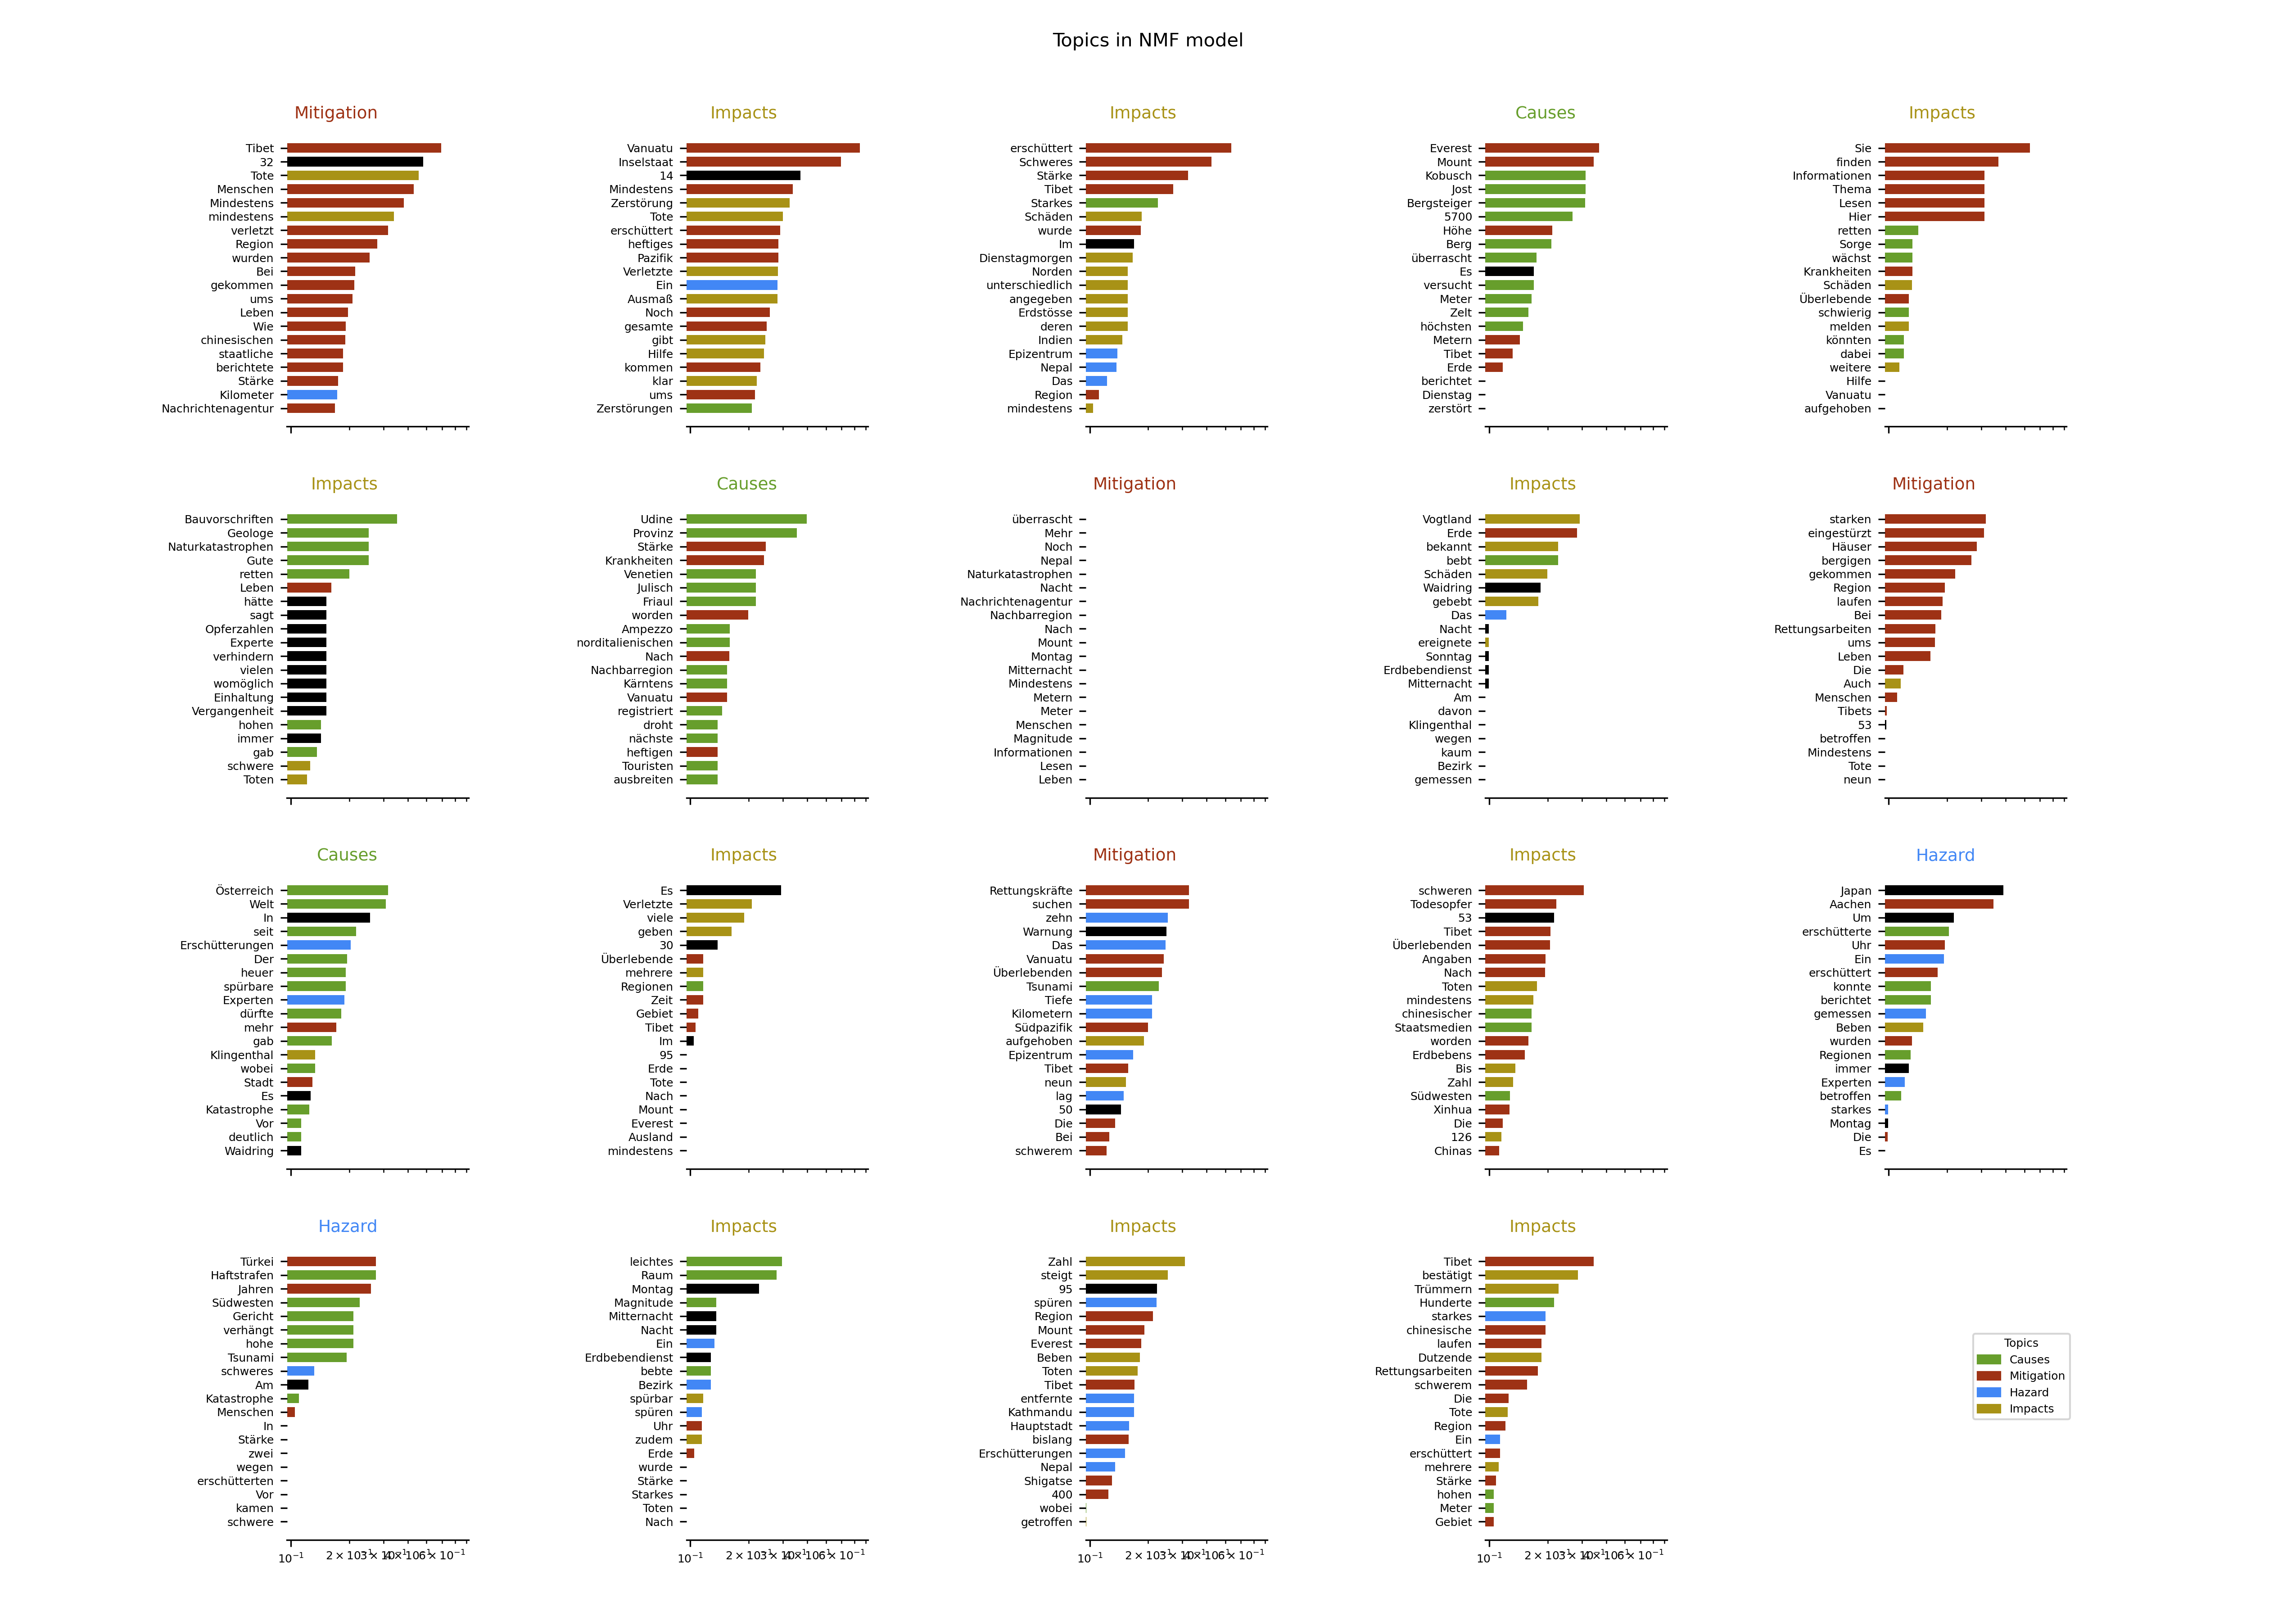 Topics in NMF model
Mitigation
Tibet
32
Tote
Menschen
Mindestens
mindestens
verletzt
Region
wurden
Bei
gekommen
ums
Leben
Wie
chinesischen
staatliche
berichtete
Stärke
Kilometer
Nachrichtenagentur
Impacts
Vanuatu
Inselstaat
14
Mindestens
Zerstörung
Tote
erschüttert
heftiges
Pazifik
Verletzte
Ein
Ausmaß
Noch
gesamte
gibt
Hilfe
kommen
klar
ums
Zerstörungen
Impacts
erschüttert
Schweres
Stärke
Tibet
Starkes
Schäden
wurde
Im
Dienstagmorgen
Norden
unterschiedlich
angegeben
Erdstösse
deren
Indien
Epizentrum
Nepal
Das
Region
mindestens
Causes
Everest
Mount
Kobusch
Jost
Bergsteiger
5700
Höhe
Berg
überrascht
Es
versucht
Meter
Zelt
höchsten
Metern
Tibet
Erde
berichtet
Dienstag
zerstört
Impacts
Sie
finden
Informationen
Thema
Lesen
Hier
retten
Sorge
wächst
Krankheiten
Schäden
Überlebende
schwierig
melden
könnten
dabei
weitere
Hilfe
Vanuatu
aufgehoben
Impacts
Bauvorschriften
Geologe
Naturkatastrophen
Gute
retten
Leben
hätte
sagt
Opferzahlen
Experte
verhindern
vielen
womöglich
Einhaltung
Vergangenheit
hohen
immer
gab
schwere
Toten
Causes
Udine
Provinz
Stärke
Krankheiten
Venetien
Julisch
Friaul
worden
Ampezzo
norditalienischen
Nach
Nachbarregion
Kärntens
Vanuatu
registriert
droht
nächste
heftigen
Touristen
ausbreiten
Mitigation
überrascht
Mehr
Noch
Nepal
Naturkatastrophen
Nacht
Nachrichtenagentur
Nachbarregion
Nach
Mount
Montag
Mitternacht
Mindestens
Metern
Meter
Menschen
Magnitude
Informationen
Lesen
Leben
Impacts
Vogtland
Erde
bekannt
bebt
Schäden
Waidring
gebebt
Das
Nacht
ereignete
Sonntag
Erdbebendienst
Mitternacht
Am
davon
Klingenthal
wegen
kaum
Bezirk
gemessen
Mitigation
starken
eingestürzt
Häuser
bergigen
gekommen
Region
laufen
Bei
Rettungsarbeiten
ums
Leben
Die
Auch
Menschen
Tibets
53
betroffen
Mindestens
Tote
neun
Causes
Österreich
Welt
In
seit
Erschütterungen
Der
heuer
spürbare
Experten
dürfte
mehr
gab
Klingenthal
wobei
Stadt
Es
Katastrophe
Vor
deutlich
Waidring
Impacts
Es
Verletzte
viele
geben
30
Überlebende
mehrere
Regionen
Zeit
Gebiet
Tibet
Im
95
Erde
Tote
Nach
Mount
Everest
Ausland
mindestens
Mitigation
Rettungskräfte
suchen
zehn
Warnung
Das
Vanuatu
Überlebenden
Tsunami
Tiefe
Kilometern
Südpazifik
aufgehoben
Epizentrum
Tibet
neun
lag
50
Die
Bei
schwerem
Impacts
schweren
Todesopfer
53
Tibet
Überlebenden
Angaben
Nach
Toten
mindestens
chinesischer
Staatsmedien
worden
Erdbebens
Bis
Zahl
Südwesten
Xinhua
Die
126
Chinas
Hazard
Japan
Aachen
Um
erschütterte
Uhr
Ein
erschüttert
konnte
berichtet
gemessen
Beben
wurden
Regionen
immer
Experten
betroffen
starkes
Montag
Die
Es
Hazard
Türkei
Haftstrafen
Jahren
Südwesten
Gericht
verhängt
hohe
Tsunami
schweres
Am
Katastrophe
Menschen
In
Stärke
zwei
wegen
erschütterten
Vor
kamen
schwere
10⁻¹
Impacts
leichtes
Raum
Montag
Magnitude
Mitternacht
Nacht
Ein
Erdbebendienst
bebte
Bezirk
spürbar
spüren
Uhr
zudem
Erde
wurde
Stärke
Starkes
Toten
Nach
10⁻¹
Impacts
Zahl
steigt
95
spüren
Region
Mount
Everest
Beben
Toten
Tibet
entfernte
Kathmandu
Hauptstadt
bislang
Erschütterungen
Nepal
Shigatse
400
wobei
getroffen
10⁻¹
Impacts
Tibet
bestätigt
Trümmern
Hunderte
starkes
chinesische
laufen
Dutzende
Rettungsarbeiten
schwerem
Die
Tote
Region
Ein
erschüttert
mehrere
Stärke
hohen
Meter
Gebiet
10⁻¹
Topics
Causes
Mitigation
Hazard
Impacts